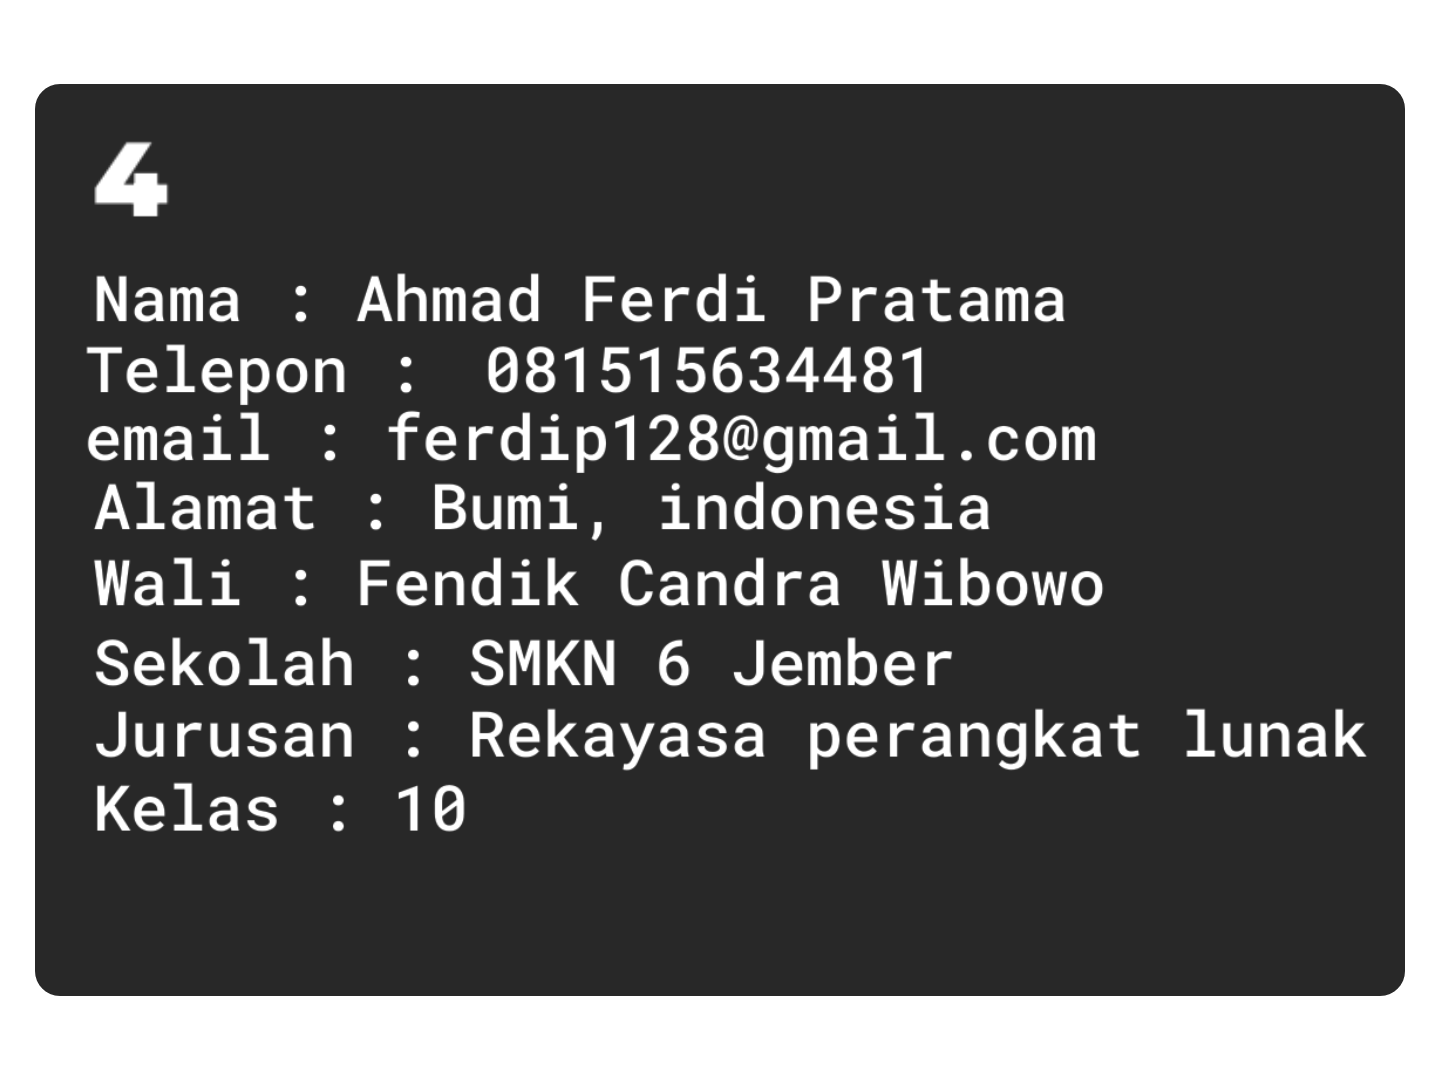 4
Nama : Ahmad Ferdi Pratama
Telepon : 081515634481
email : ferdip128@gmail.com
Alamat : Bumi, indonesia
Wali : Fendik Candra Wibowo
Sekolah : SMKN 6 Jember
Jurusan : Rekayasa perangkat lunak
Kelas : 10